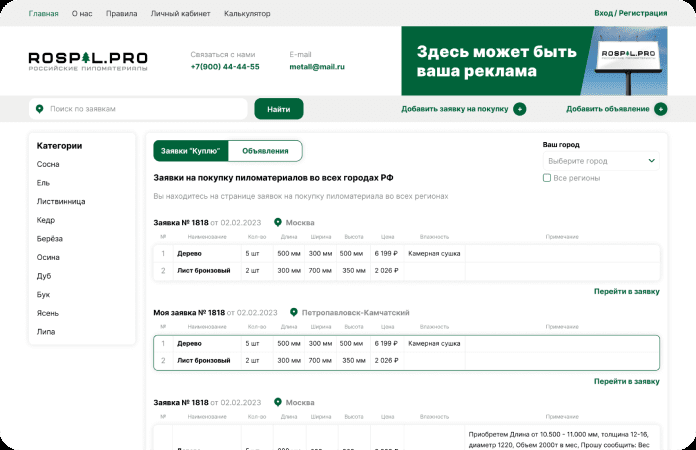 Главная О нас Правила Личный кабинет Калькулятор Вход / Регистрация
ROSPIL.PRO
РОССИЙСКИЕ ПИЛОМАТЕРИАЛЫ
Связаться с нами
+7(900) 44-44-55
E-mail
metall@mail.ru
Здесь может быть
ваша реклама
ROSPIL.PRO
Поиск по заявкам Найти Добавить заявку на покупку + Добавить объявление +
Категории
Сосна
Ель
Лиственница
Кедр
Берёза
Осина
Дуб
Бук
Ясень
Липа
Заявки "Куплю" Объявления
Ваш город
Выберите город
Все регионы
Заявки на покупку пиломатериалов во всех городах РФ
Вы находитесь на странице заявок на покупку пиломатериала во всех регионах
Заявка № 1818 от 02.02.2023 Москва
№ Наименование Кол-во Длина Ширина Высота Цена Влажность Примечание
1 Дерево 5 шт 500 мм 300 мм 500 мм 6 199 ₽ Камерная сушка
2 Лист бронзовый 2 шт 300 мм 700 мм 350 мм 2 026 ₽
Перейти в заявку
Моя заявка № 1818 от 02.02.2023 Петропавловск-Камчатский
№ Наименование Кол-во Длина Ширина Высота Цена Влажность Примечание
1 Дерево 5 шт 500 мм 300 мм 500 мм 6 199 ₽ Камерная сушка
2 Лист бронзовый 2 шт 300 мм 700 мм 350 мм 2 026 ₽
Перейти в заявку
Заявка № 1818 от 02.02.2023 Москва
№ Наименование Кол-во Длина Ширина Высота Цена Влажность Примечание
Приобретем Длина от 10.500 - 11,000 мм, толщина 12-16,
диаметр 1220, Объем 2000т в мес, Прошу сообщить: Вес